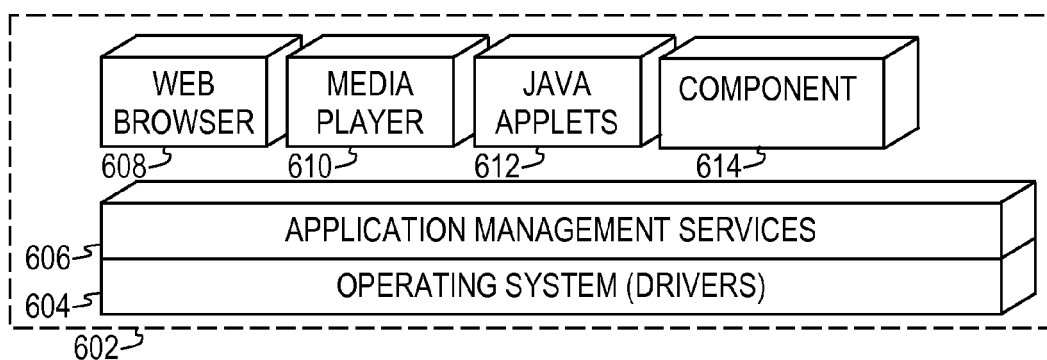 WEB
BROWSER
MEDIA
PLAYER
JAVA
APPLETS
COMPONENT
608
610
612
614
APPLICATION MANAGEMENT SERVICES
606
OPERATING SYSTEM (DRIVERS)
604
602